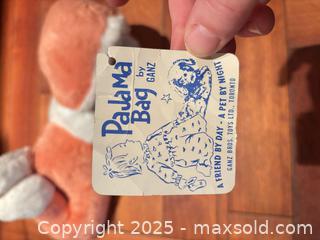 Pajama
Bag
by
GANZ
A FRIEND BY DAY - A PET BY NIGHT
GANZ BROS. TOYS LTD., TORONTO
Copyright 2025 - maxsold.com